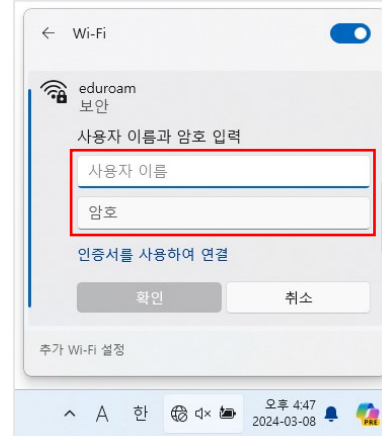 Wi-Fi
eduroam
보안
사용자 이름과 암호 입력
사용자 이름
암호
인증서를 사용하여 연결
확인
취소
추가 Wi-Fi 설정
A 한 오후 4:47
2024-03-08
PRE